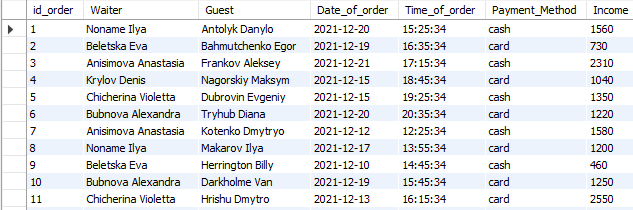 id_order Waiter Guest Date_of_order Time_of_order Payment_Method Income
1 Noname Ilya Antolyk Danylo 2021-12-20 15:25:34 cash 1560
2 Beletska Eva Bahmutchenko Egor 2021-12-19 16:35:34 card 730
3 Anisimova Anastasia Frankov Aleksey 2021-12-21 17:15:34 cash 2310
4 Krylov Denis Nagorskiy Maksym 2021-12-15 18:45:34 card 1040
5 Chicherina Violetta Dubrovin Evgeniy 2021-12-15 19:25:34 cash 1350
6 Bubnova Alexandra Tryhub Diana 2021-12-20 20:35:34 card 1220
7 Anisimova Anastasia Kotenko Dmytryo 2021-12-12 12:25:34 cash 1580
8 Noname Ilya Makarov Ilya 2021-12-17 13:55:34 card 1200
9 Beletska Eva Herrington Billy 2021-12-10 14:45:34 cash 460
10 Bubnova Alexandra Darkholme Van 2021-12-19 15:45:34 card 1250
11 Chicherina Violetta Hrishu Dmytro 2021-12-13 16:15:34 card 2550